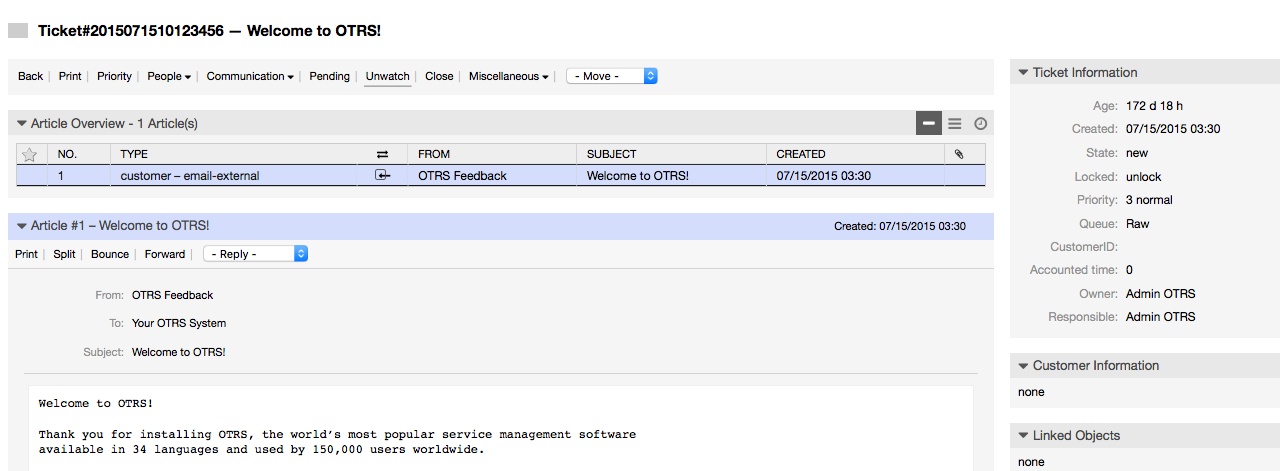 Ticket#2015071510123456 — Welcome to OTRS!
Back Print Priority People Communication Pending Unwatch Close Miscellaneous - Move -
Article Overview - 1 Article(s)
NO. TYPE FROM SUBJECT CREATED
1 customer – email-external OTRS Feedback Welcome to OTRS! 07/15/2015 03:30
Article #1 – Welcome to OTRS! Created: 07/15/2015 03:30
Print Split Bounce Forward - Reply -
From: OTRS Feedback
To: Your OTRS System
Subject: Welcome to OTRS!
Welcome to OTRS!
Thank you for installing OTRS, the world’s most popular service management software
available in 34 languages and used by 150,000 users worldwide.
Ticket Information
Age: 172 d 18 h
Created: 07/15/2015 03:30
State: new
Locked: unlock
Priority: 3 normal
Queue: Raw
CustomerID:
Accounted time: 0
Owner: Admin OTRS
Responsible: Admin OTRS
Customer Information
none
Linked Objects
none